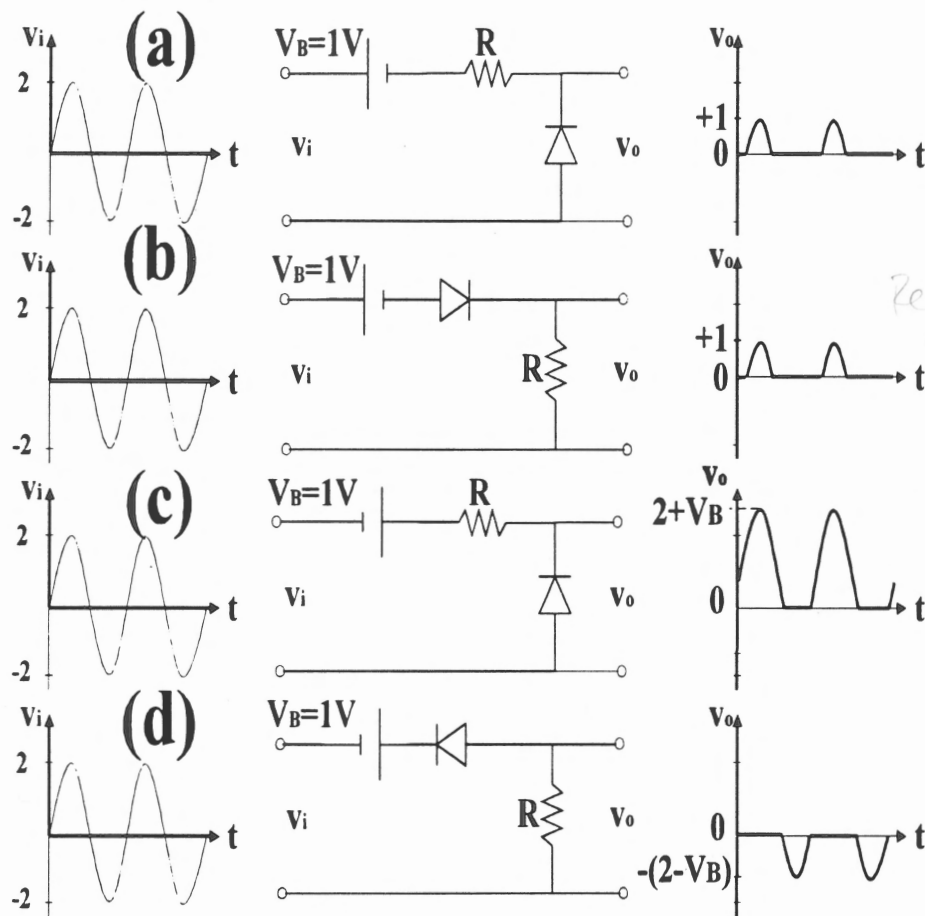 Vi (a) VB=1V R Vo
2 +1
vi vo 0 t
t
-2
Vi (b) VB=1V Vo
2 +1
vi R vo 0 t
t
-2
Vi (c) VB=1V R vo
2 2+VB
vi vo 0 t
t
-2
Vi (d) VB=1V Vo
2 0 t
vi R vo -(2-VB)
t
-2